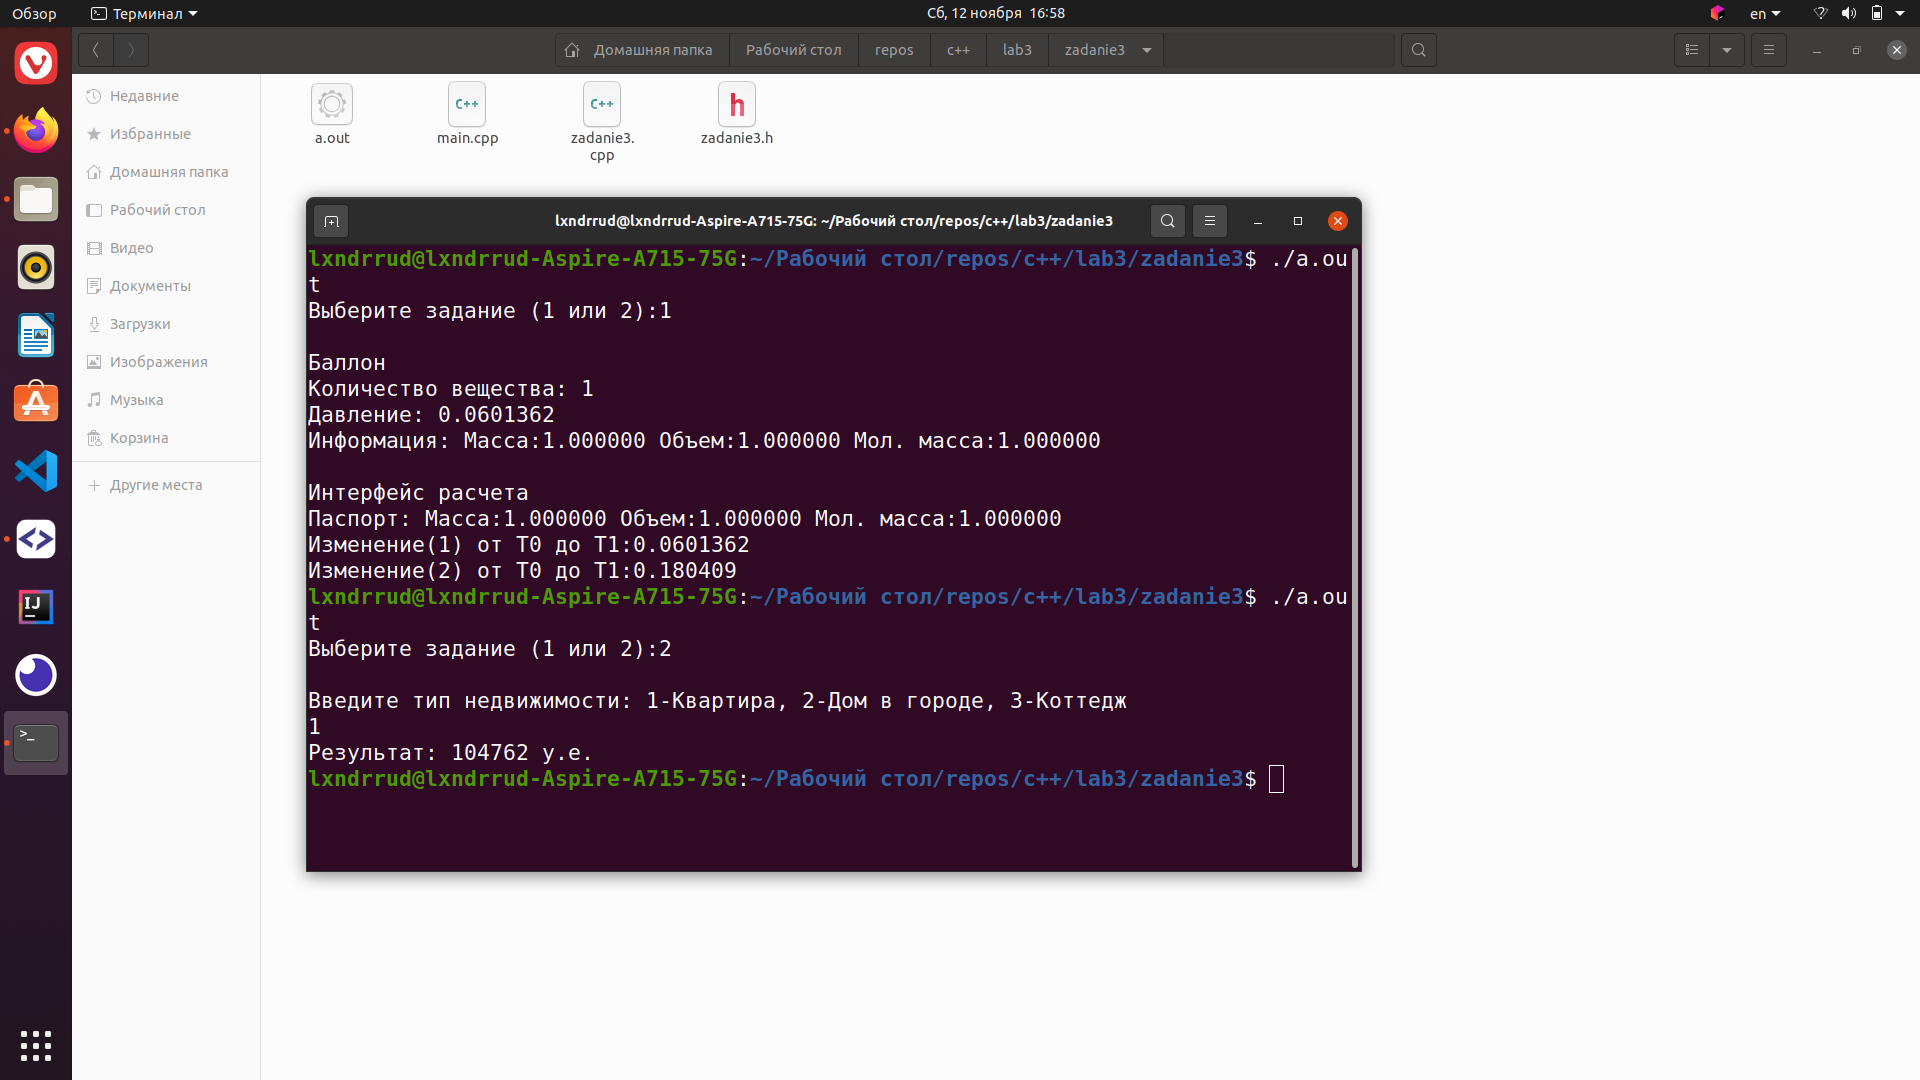 Обзор
Терминал
Сб, 12 ноября 16:58
en
Домашняя папка
Рабочий стол
repos
c++
lab3
zadanie3
Недавние
Избранные
Домашняя папка
Рабочий стол
Видео
Документы
Загрузки
Изображения
Музыка
Корзина
Другие места
C++
C++
h
a.out
main.cpp
zadanie3.
cpp
zadanie3.h
IJ
>_
lxndrrud@lxndrrud-Aspire-A715-75G: ~/Рабочий стол/repos/c++/lab3/zadanie3
lxndrrud@lxndrrud-Aspire-A715-75G:~/Рабочий стол/repos/c++/lab3/zadanie3$ ./a.ou
t
Выберите задание (1 или 2):1
Баллон
Количество вещества: 1
Давление: 0.0601362
Информация: Масса:1.000000 Объем:1.000000 Мол. масса:1.000000
Интерфейс расчета
Паспорт: Масса:1.000000 Объем:1.000000 Мол. масса:1.000000
Изменение(1) от T0 до T1:0.0601362
Изменение(2) от T0 до T1:0.180409
lxndrrud@lxndrrud-Aspire-A715-75G:~/Рабочий стол/repos/c++/lab3/zadanie3$ ./a.ou
t
Выберите задание (1 или 2):2
Введите тип недвижимости: 1-Квартира, 2-Дом в городе, 3-Коттедж
1
Результат: 104762 у.е.
lxndrrud@lxndrrud-Aspire-A715-75G:~/Рабочий стол/repos/c++/lab3/zadanie3$